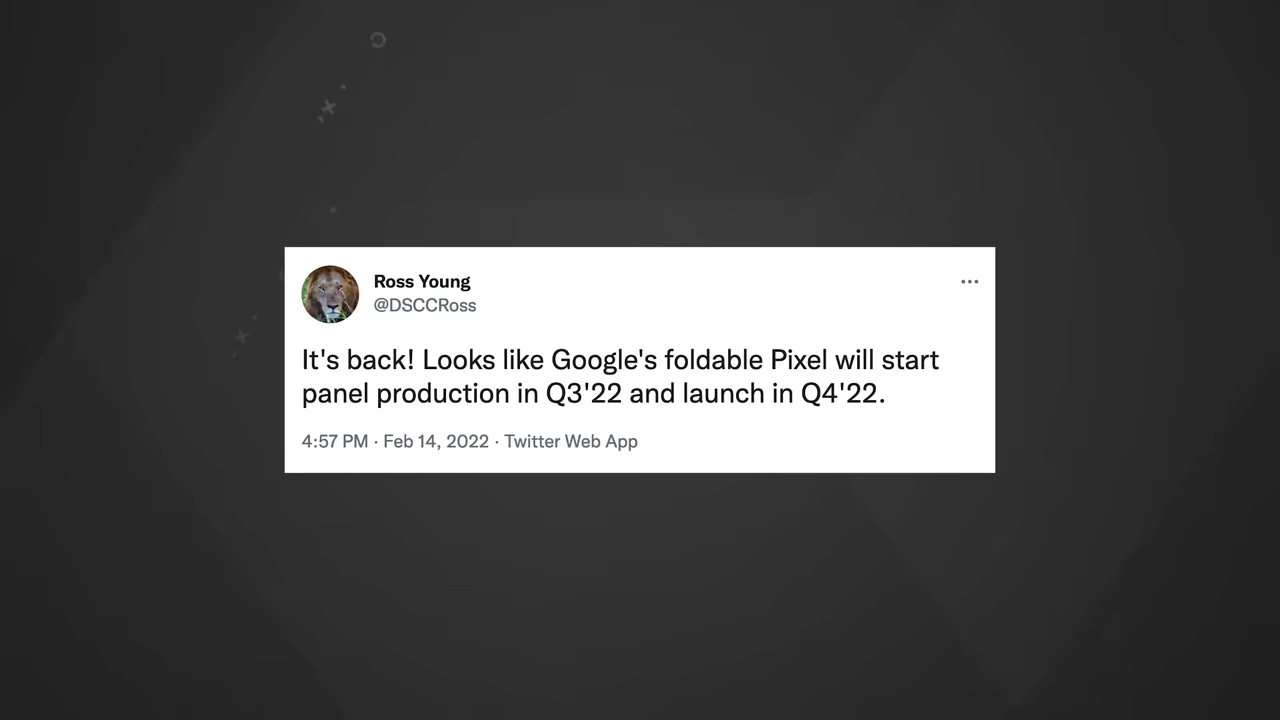 Ross Young
@DSCCRoss
It's back! Looks like Google's foldable Pixel will start
panel production in Q3'22 and launch in Q4'22.
4:57 PM · Feb 14, 2022 · Twitter Web App